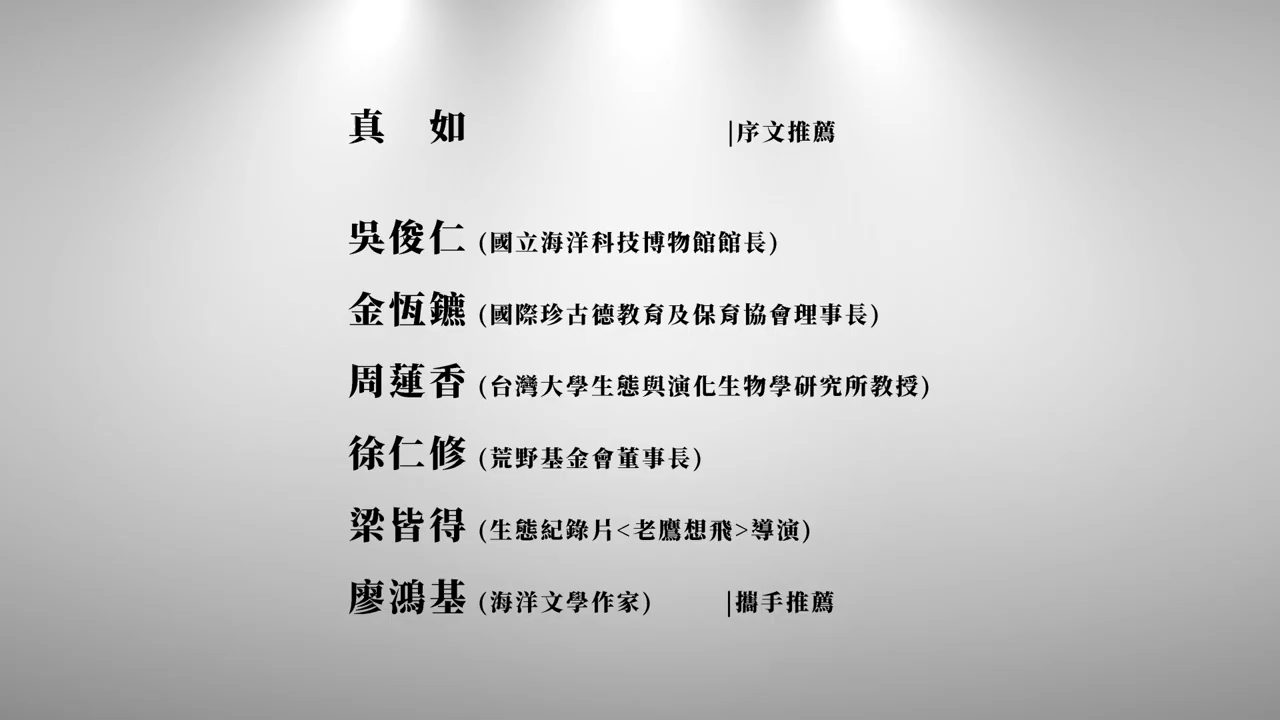 真　如 |序文推薦
吳俊仁 (國立海洋科技博物館館長)
金恆鑣 (國際珍古德教育及保育協會理事長)
周蓮香 (台灣大學生態與演化生物學研究所教授)
徐仁修 (荒野基金會董事長)
梁皆得 (生態紀錄片<老鷹想飛>導演)
廖鴻基 (海洋文學作家) |攜手推薦